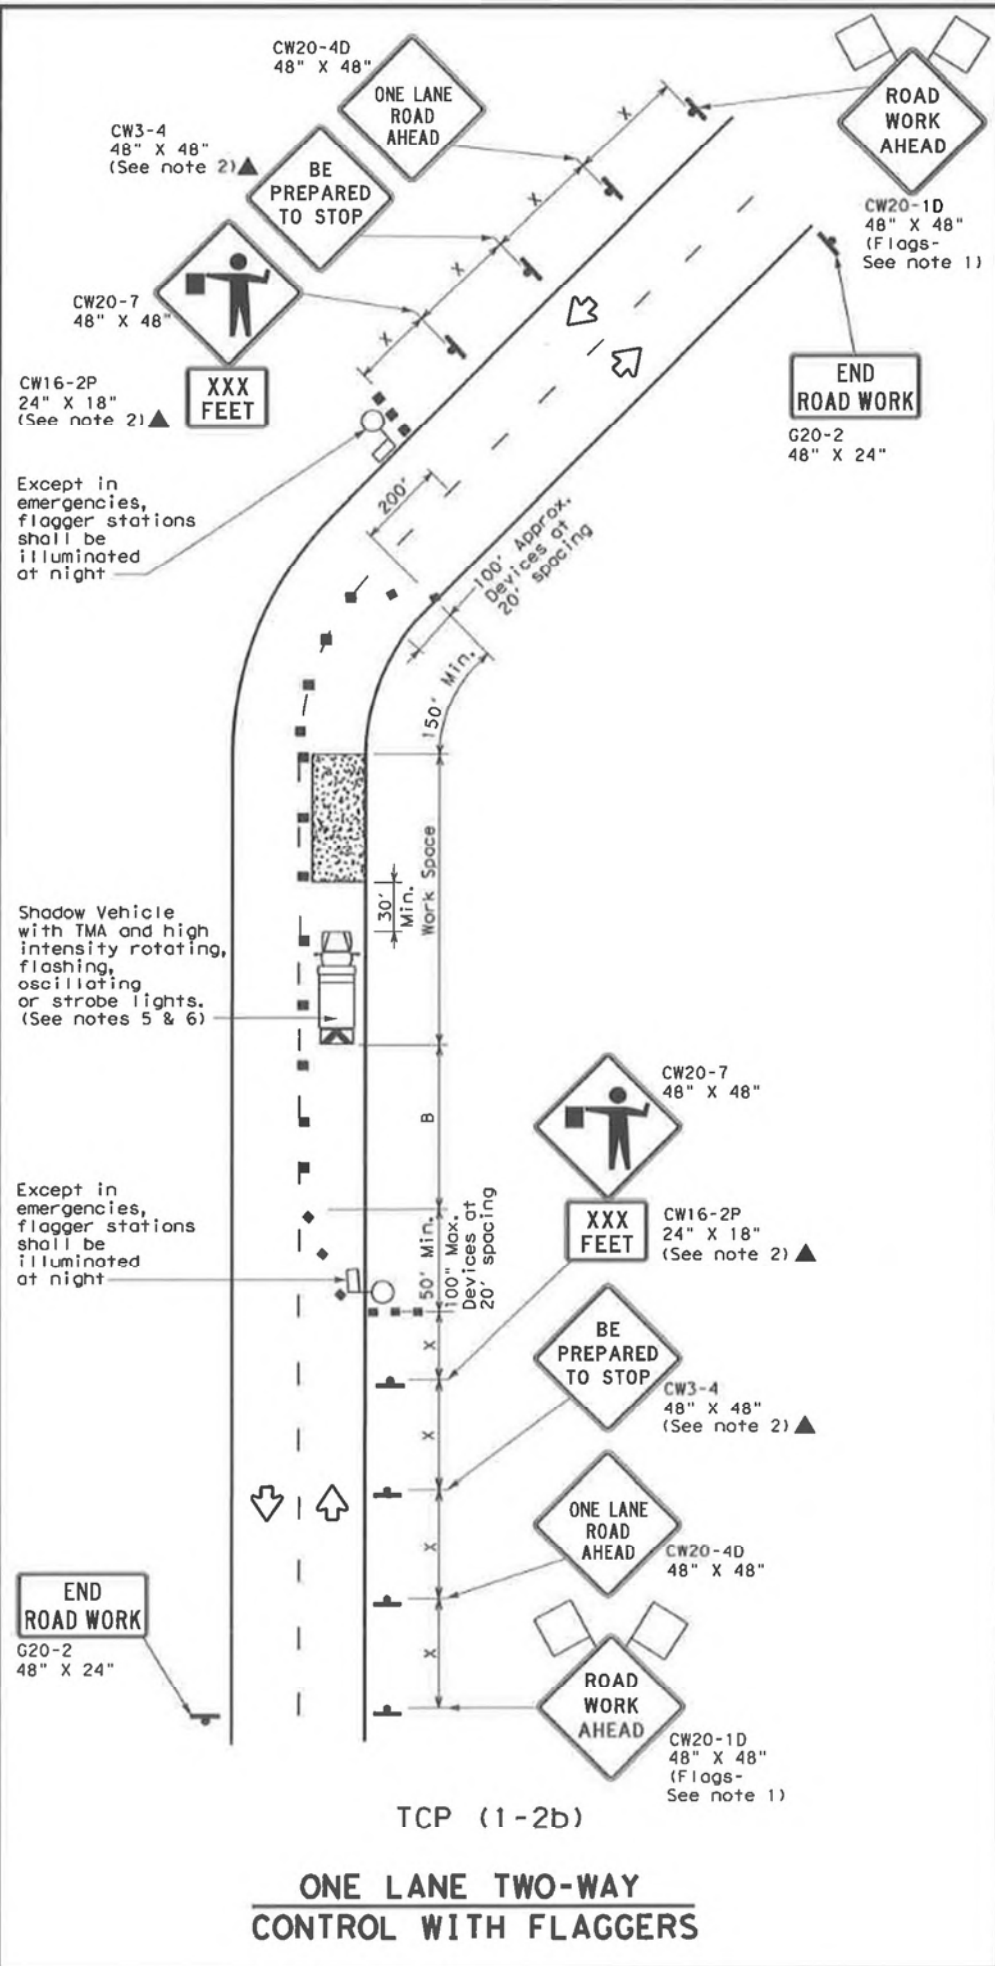 CW20-4D
48" X 48"
ONE LANE
ROAD
AHEAD
X
ROAD
WORK
AHEAD
CW20-1D
48" X 48"
(Flags-
See note 1)
CW3-4
48" X 48"
(See note 2)▲
BE
PREPARED
TO STOP
X
X
X
CW20-7
48" X 48"
CW16-2P
24" X 18"
(See note 2)▲
XXX
FEET
END
ROAD WORK
G20-2
48" X 24"
Except in
emergencies,
flagger stations
shall be
illuminated
at night
200'
100' Approx.
Devices at
20' spacing
150' Min.
Work Space
30'
Min.
Shadow Vehicle
with TMA and high
intensity rotating,
flashing,
oscillating
or strobe lights.
(See notes 5 & 6)
B
CW20-7
48" X 48"
XXX
FEET
CW16-2P
24" X 18"
(See note 2)▲
Except in
emergencies,
flagger stations
shall be
illuminated
at night
50' Min.
100" Max.
Devices at
20' spacing
X
BE
PREPARED
TO STOP
CW3-4
48" X 48"
(See note 2)▲
X
ONE LANE
ROAD
AHEAD
CW20-4D
48" X 48"
X
END
ROAD WORK
G20-2
48" X 24"
X
ROAD
WORK
AHEAD
CW20-1D
48" X 48"
(Flags-
See note 1)
TCP (1-2b)
ONE LANE TWO-WAY
CONTROL WITH FLAGGERS